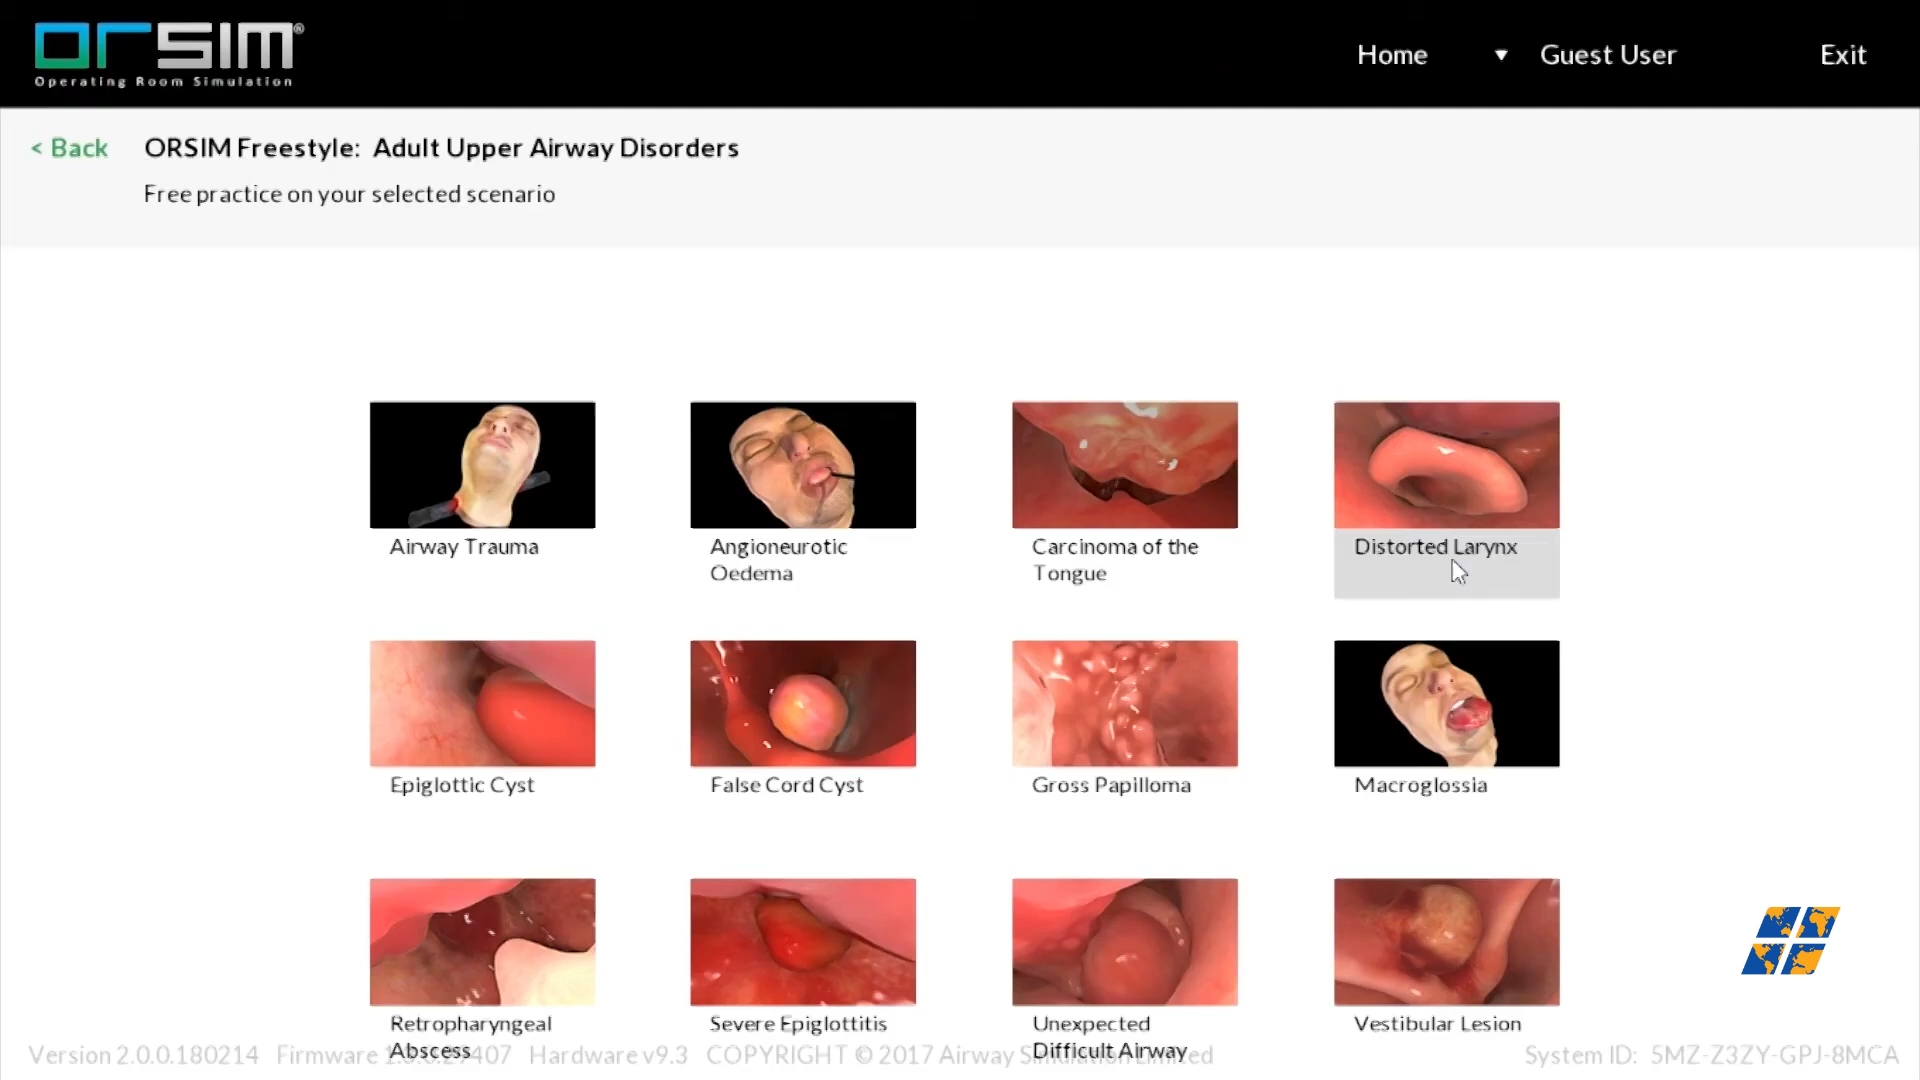 orsim®
Operating Room Simulation
Home ▼ Guest User Exit
< Back ORSIM Freestyle: Adult Upper Airway Disorders
Free practice on your selected scenario
Airway Trauma
Angioneurotic
Oedema
Carcinoma of the
Tongue
Distorted Larynx
Epiglottic Cyst
False Cord Cyst
Gross Papilloma
Macroglossia
Retropharyngeal
Abscess
Severe Epiglottitis
Unexpected
Difficult Airway
Vestibular Lesion
Version 2.0.0.180214 Firmware Hardware v9.3 COPYRIGHT © 2017 Airway Simulation Limited
System ID: 5MZ-Z3ZY-GPJ-8MCA